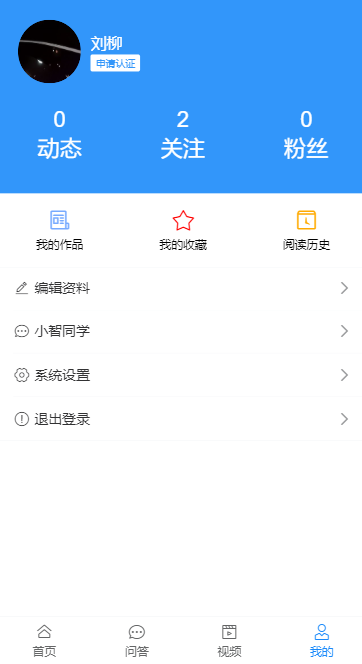 刘柳
申请认证
0 2 0
动态 关注 粉丝
我的作品 我的收藏 阅读历史
编辑资料
小智同学
系统设置
退出登录
首页 问答 视频 我的